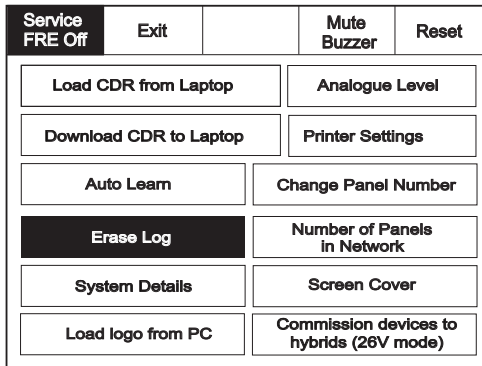 Service
FRE Off
Exit
Mute
Buzzer
Reset
Load CDR from Laptop
Analogue Level
Download CDR to Laptop
Printer Settings
Auto Learn
Change Panel Number
Erase Log
Number of Panels
in Network
System Details
Screen Cover
Load logo from PC
Commission devices to
hybrids (26V mode)